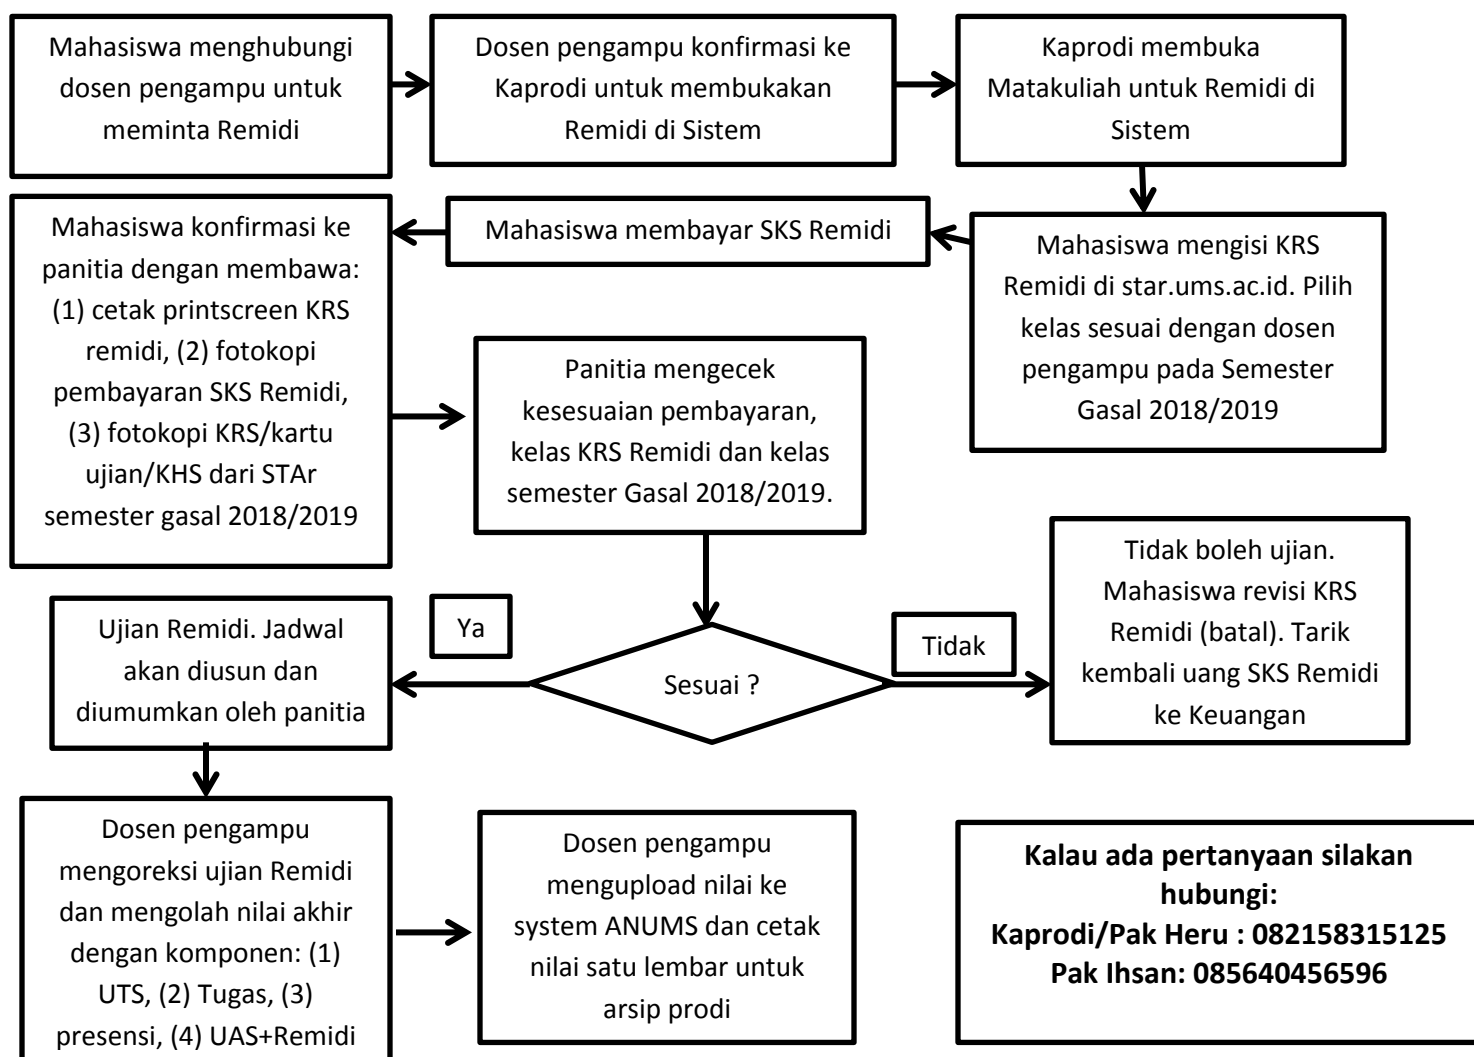 Mahasiswa menghubungi
dosen pengampu untuk
meminta Remidi
Dosen pengampu konfirmasi ke
Kaprodi untuk membukakan
Remidi di Sistem
Kaprodi membuka
Matakuliah untuk Remidi di
Sistem
Mahasiswa mengisi KRS
Remidi di star.ums.ac.id. Pilih
kelas sesuai dengan dosen
pengampu pada Semester
Gasal 2018/2019
Mahasiswa membayar SKS Remidi
Mahasiswa konfirmasi ke
panitia dengan membawa:
(1) cetak printscreen KRS
remidi, (2) fotokopi
pembayaran SKS Remidi,
(3) fotokopi KRS/kartu
ujian/KHS dari STAr
semester gasal 2018/2019
Panitia mengecek
kesesuaian pembayaran,
kelas KRS Remidi dan kelas
semester Gasal 2018/2019.
Sesuai ?
Ya
Tidak
Tidak boleh ujian.
Mahasiswa revisi KRS
Remidi (batal). Tarik
kembali uang SKS Remidi
ke Keuangan
Ujian Remidi. Jadwal
akan diusun dan
diumumkan oleh panitia
Dosen pengampu
mengoreksi ujian Remidi
dan mengolah nilai akhir
dengan komponen: (1)
UTS, (2) Tugas, (3)
presensi, (4) UAS+Remidi
Dosen pengampu
mengupload nilai ke
system ANUMS dan cetak
nilai satu lembar untuk
arsip prodi
Kalau ada pertanyaan silakan
hubungi:
Kaprodi/Pak Heru : 082158315125
Pak Ihsan: 085640456596